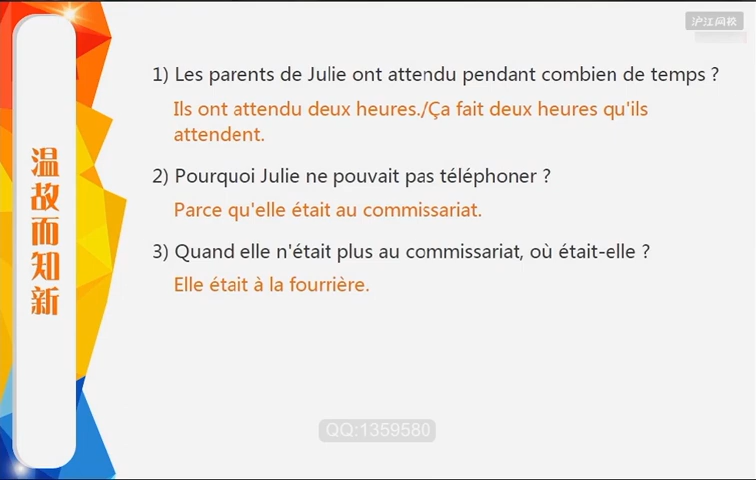 沪江网校
1) Les parents de Julie ont attendu pendant combien de temps ?
Ils ont attendu deux heures./Ça fait deux heures qu'ils
attendent.
2) Pourquoi Julie ne pouvait pas téléphoner ?
Parce qu'elle était au commissariat.
3) Quand elle n'était plus au commissariat, où était-elle ?
Elle était à la fourrière.
温故而知新
QQ:1359580